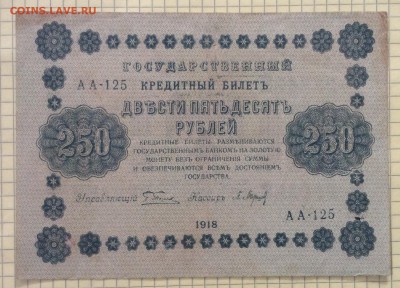 COINS.LAVE.RU
ГОСУДАРСТВЕННЫЙ
КРЕДИТНЫЙ БИЛЕТЪ
АА-125
ДВѢСТИ ПЯТЬДЕСЯТЪ
РУБЛЕЙ
250
250
КРЕДИТНЫЕ БИЛЕТЫ РАЗМѢНИВАЮТСЯ
ГОСУДАРСТВЕННЫМЪ БАНКОМЪ НА ЗОЛОТУЮ
МОНЕТУ БЕЗЪ ОГРАНИЧЕНІЯ СУММЫ
И ОБЕЗПЕЧИВАЮТСЯ ВСѢМЪ ДОСТОЯНІЕМЪ
ГОСУДАРСТВА.
Управляющій
Кассиръ
АА-125
1918